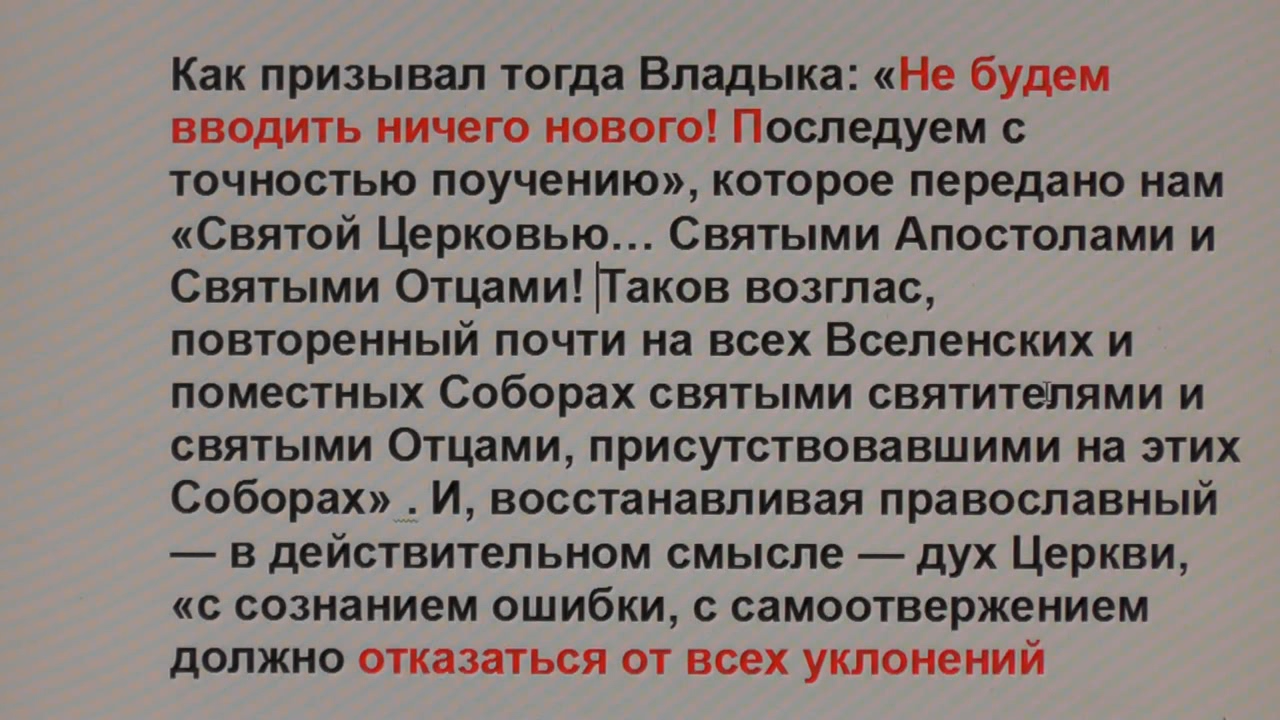 Как призывал тогда Владыка: «Не будем
вводить ничего нового! Последуем с
точностью поучению», которое передано нам
«Святой Церковью… Святыми Апостолами и
Святыми Отцами! Таков возглас,
повторенный почти на всех Вселенских и
поместных Соборах святыми святителями и
святыми Отцами, присутствовавшими на этих
Соборах» . И, восстанавливая православный
— в действительном смысле — дух Церкви,
«с сознанием ошибки, с самоотвержением
должно отказаться от всех уклонений